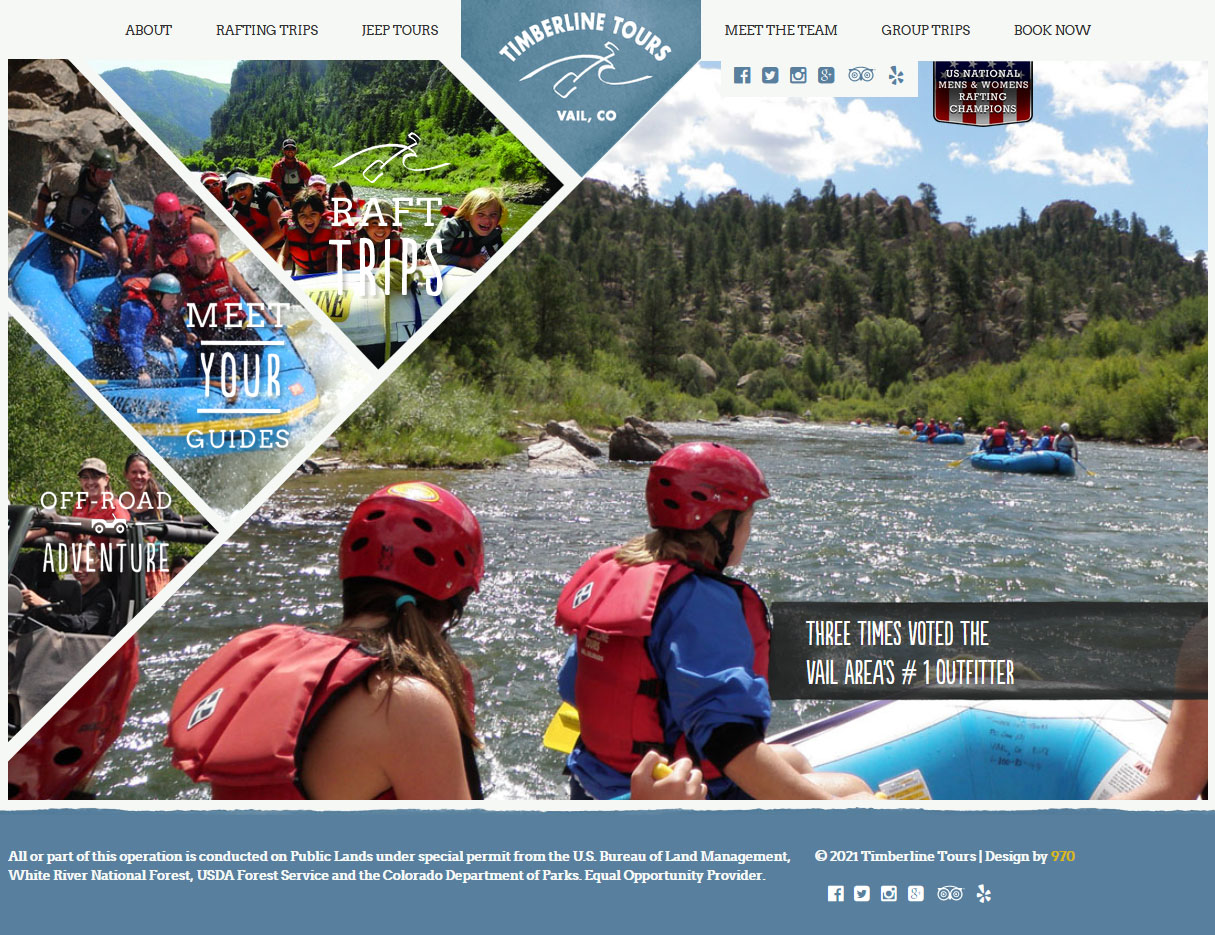 ABOUT
RAFTING TRIPS
JEEP TOURS
TIMBERLINE TOURS
VAIL, CO
MEET THE TEAM
GROUP TRIPS
BOOK NOW
US NATIONAL
MENS & WOMENS
RAFTING
CHAMPIONS
RAFT
TRIPS
MEET
YOUR
GUIDES
OFF-ROAD
ADVENTURE
THREE TIMES VOTED THE
VAIL AREA'S # 1 OUTFITTER
All or part of this operation is conducted on Public Lands under special permit from the U.S. Bureau of Land Management,
White River National Forest, USDA Forest Service and the Colorado Department of Parks. Equal Opportunity Provider.
© 2021 Timberline Tours | Design by 970